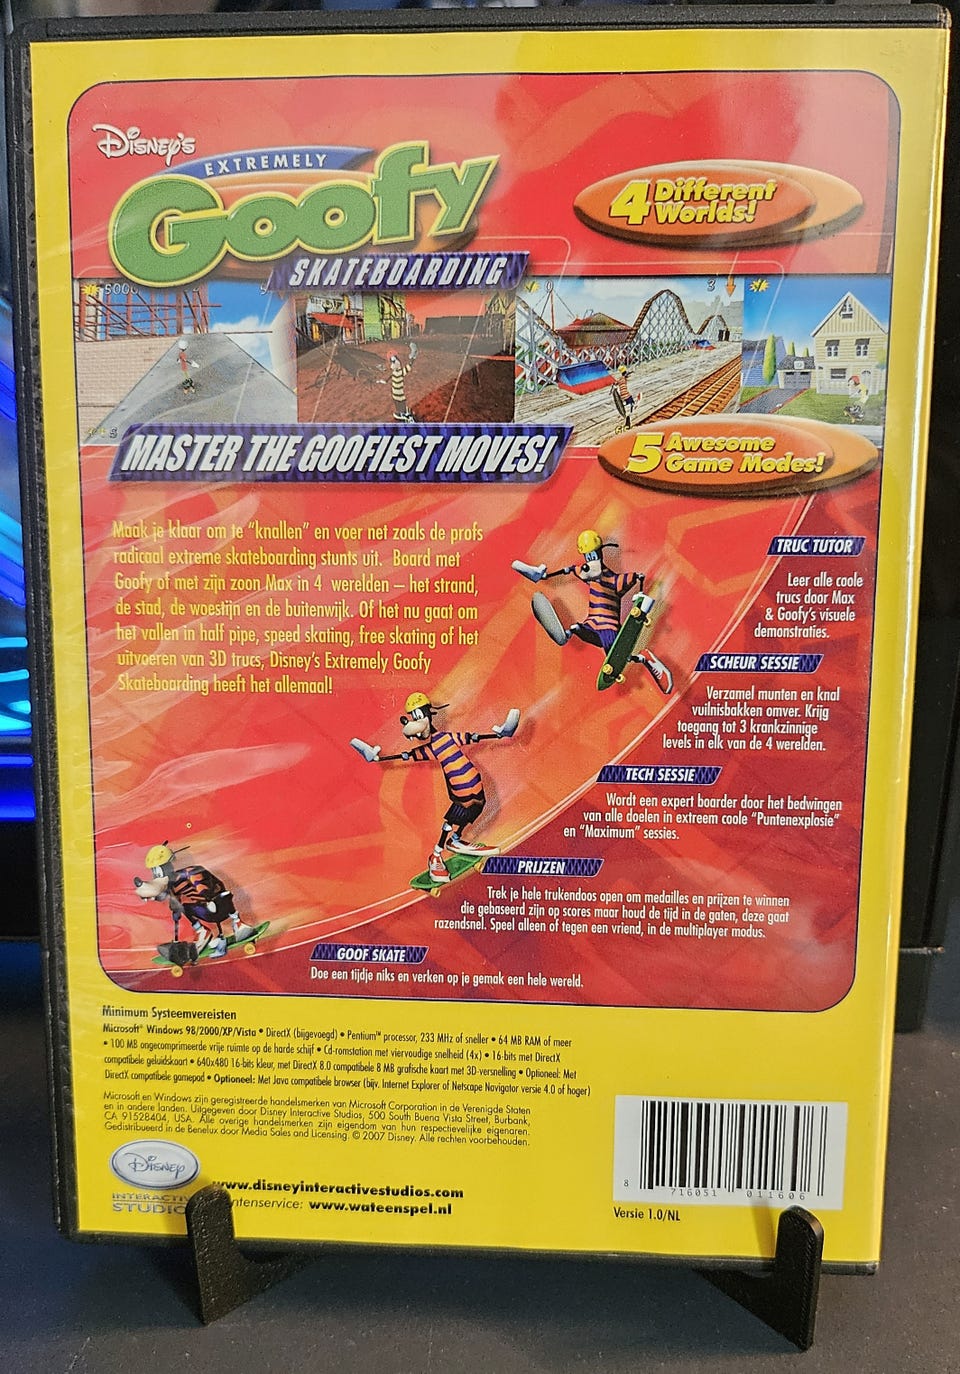 DISNEY'S
EXTREMELY
Goofy
SKATEBOARDING
4 Different
Worlds!
5000
3
MASTER THE GOOFIEST MOVES!
5 Awesome
Game Modes!
Maak je klaar om te "knallen" en voer net zoals de profs
radicaal extreme skateboarding stunts uit. Board met
Goofy of met zijn zoon Max in 4 werelden – het strand,
de stad, de woestijn en de buitenwijk. Of het nu gaat om
het vallen in half pipe, speed skating, free skating of het
uitvoeren van 3D trucs, Disney's Extremely Goofy
Skateboarding heeft het allemaal!
TRUC TUTOR
Leer alle coole
trucs door Max
& Goofy's visuele
demonstraties.
SCHEUR SESSIE
Verzamel munten en knal
vuilnisbakken omver. Krijg
toegang tot 3 krankzinnige
levels in elk van de 4 werelden.
TECH SESSIE
Wordt een expert boarder door het bedwingen
van alle doelen in extreem coole "Puntenexplosie"
en "Maximum" sessies.
PRIJZEN
Trek je hele trukendoos open om medailles en prijzen te winnen
die gebaseerd zijn op scores maar houd de tijd in de gaten, deze gaat
razendsnel. Speel alleen of tegen een vriend, in de multiplayer modus.
GOOF SKATE
Doe een tijdje niks en verken op je gemak een hele wereld.
Minimum Systeemvereisten
Microsoft® Windows 98/2000/XP/Vista • DirectX (bijgevoegd) • Pentium™ processor, 233 MHz of sneller • 64 MB RAM of meer
• 100 MB ongecomprimeerde vrije ruimte op de harde schijf • Cd-romstation met viervoudige snelheid (4x) • 16-bits met DirectX
compatibele geluidskaart • 640x480 16-bits kleur, met DirectX 8.0 compatibele 8 MB grafische kaart met 3D-versnelling • Optioneel: Met
DirectX compatibele gamepad • Optioneel: Met Java compatibele browser (bijv. Internet Explorer of Netscape Navigator versie 4.0 of hoger)
Microsoft en Windows zijn geregistreerde handelsmerken van Microsoft Corporation in de Verenigde Staten
en in andere landen. Uitgegeven door Disney Interactive Studios, 500 South Buena Vista Street, Burbank,
CA 91528404, USA. Alle overige handelsmerken zijn eigendom van hun respectievelijke eigenaren.
Gedistribueerd in de Benelux door Media Sales and Licensing. © 2007 Disney. Alle rechten voorbehouden.
DISNEY
INTERACTIV
STUDIO
www.disneyinteractivestudios.com
ntenservice: www.wateenspel.nl
8 716051 011606
Versie 1.0/NL